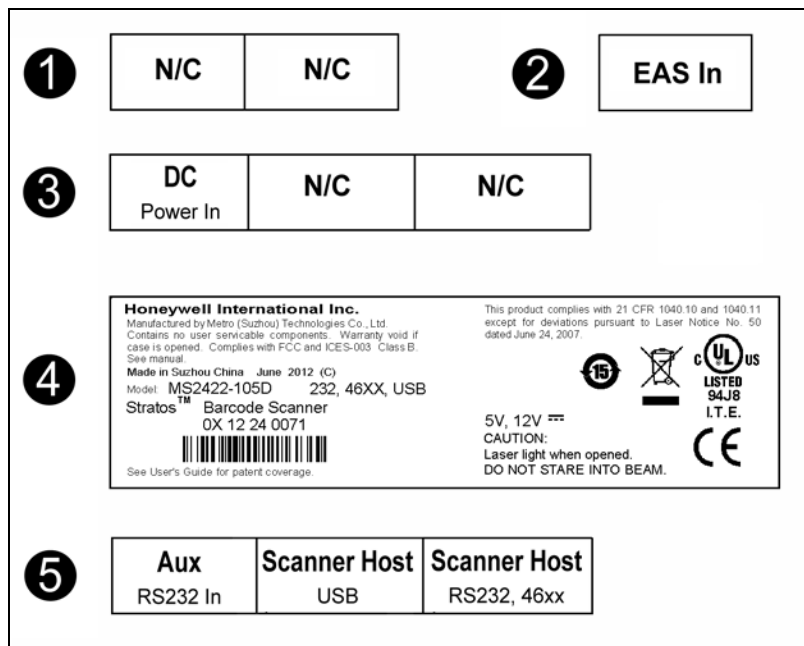 1
N/C
N/C
2
EAS In
3
DC
Power In
N/C
N/C
4
Honeywell International Inc.
Manufactured by Metro (Suzhou) Technologies Co., Ltd.
Contains no user servicable components. Warranty void if
case is opened. Complies with FCC and ICES-003 Class B.
See manual.
Made in Suzhou China June 2012 (C)
Model: MS2422-105D 232, 46XX, USB
Stratos™ Barcode Scanner
0X 12 24 0071
See User's Guide for patent coverage.
This product complies with 21 CFR 1040.10 and 1040.11
except for deviations pursuant to Laser Notice No. 50
dated June 24, 2007.
15
C UL US
LISTED
94J8
I.T.E.
5V, 12V
CAUTION:
Laser light when opened.
DO NOT STARE INTO BEAM.
CE
5
Aux
RS232 In
Scanner Host
USB
Scanner Host
RS232, 46xx